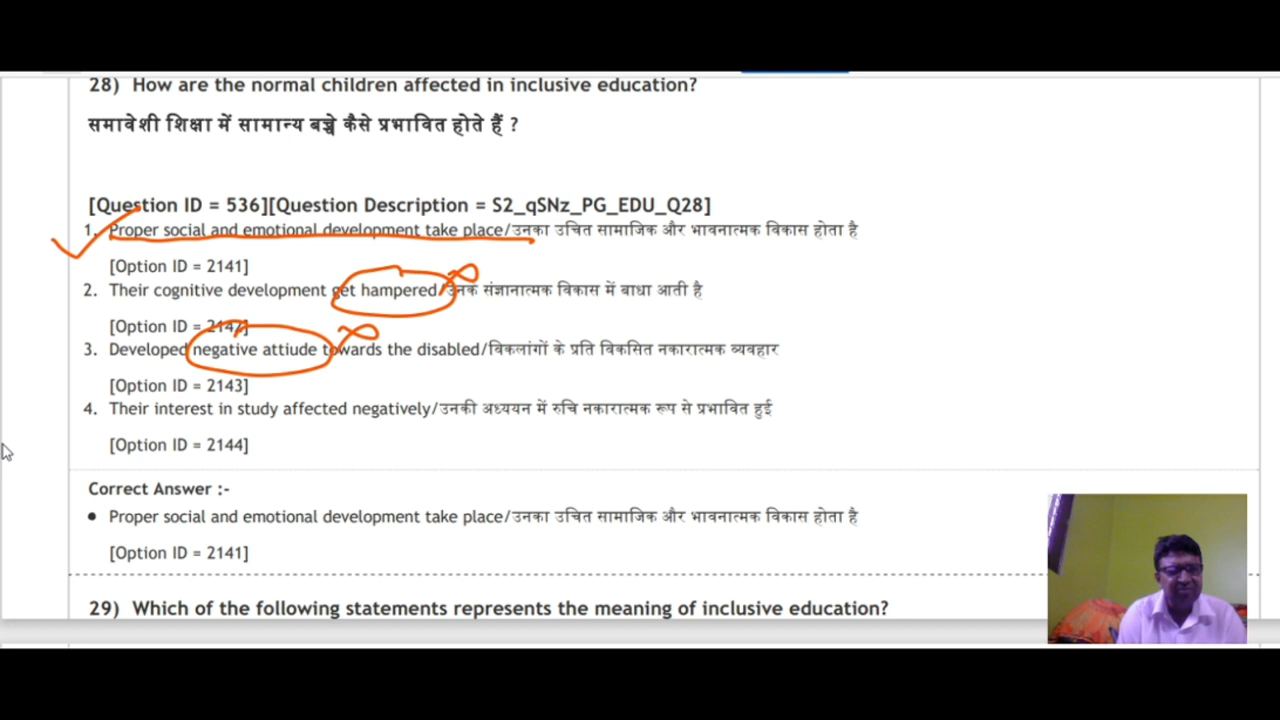 28) How are the normal children affected in inclusive education?
समावेशी शिक्षा में सामान्य बच्चे कैसे प्रभावित होते हैं ?
[Question ID = 536][Question Description = S2_qSNz_PG_EDU_Q28]
1. Proper social and emotional development take place/उनका उचित सामाजिक और भावनात्मक विकास होता है
[Option ID = 2141]
2. Their cognitive development get hampered/उनके संज्ञानात्मक विकास में बाधा आती है
[Option ID = 2142]
3. Developed negative attiude towards the disabled/विकलांगों के प्रति विकसित नकारात्मक व्यवहार
[Option ID = 2143]
4. Their interest in study affected negatively/उनकी अध्ययन में रुचि नकारात्मक रूप से प्रभावित हुई
[Option ID = 2144]
Correct Answer :-
• Proper social and emotional development take place/उनका उचित सामाजिक और भावनात्मक विकास होता है
[Option ID = 2141]
29) Which of the following statements represents the meaning of inclusive education?